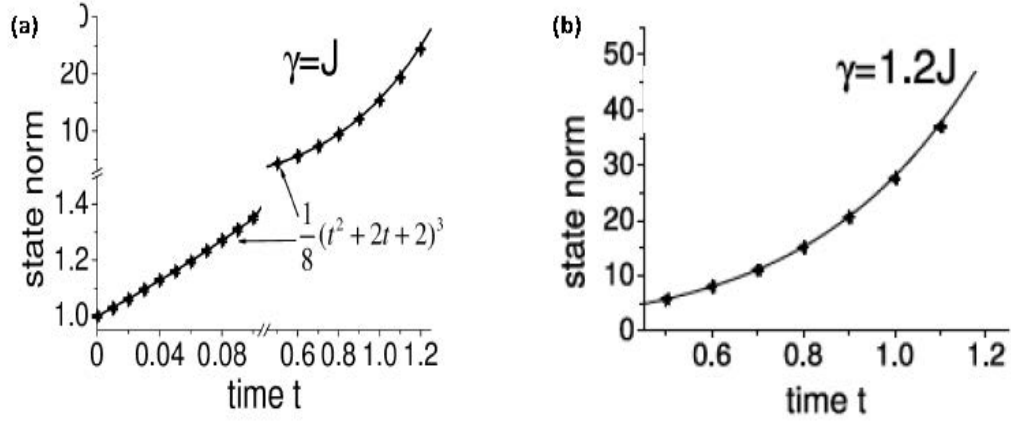 (a)
γ=J
20
10
1.4
1.2
1.0
state norm
1/8(t²+2t+2)³
0 0.04 0.08 0.6 0.8 1.0 1.2
time t
(b)
γ=1.2J
50
40
30
20
10
0
state norm
0.6 0.8 1.0 1.2
time t